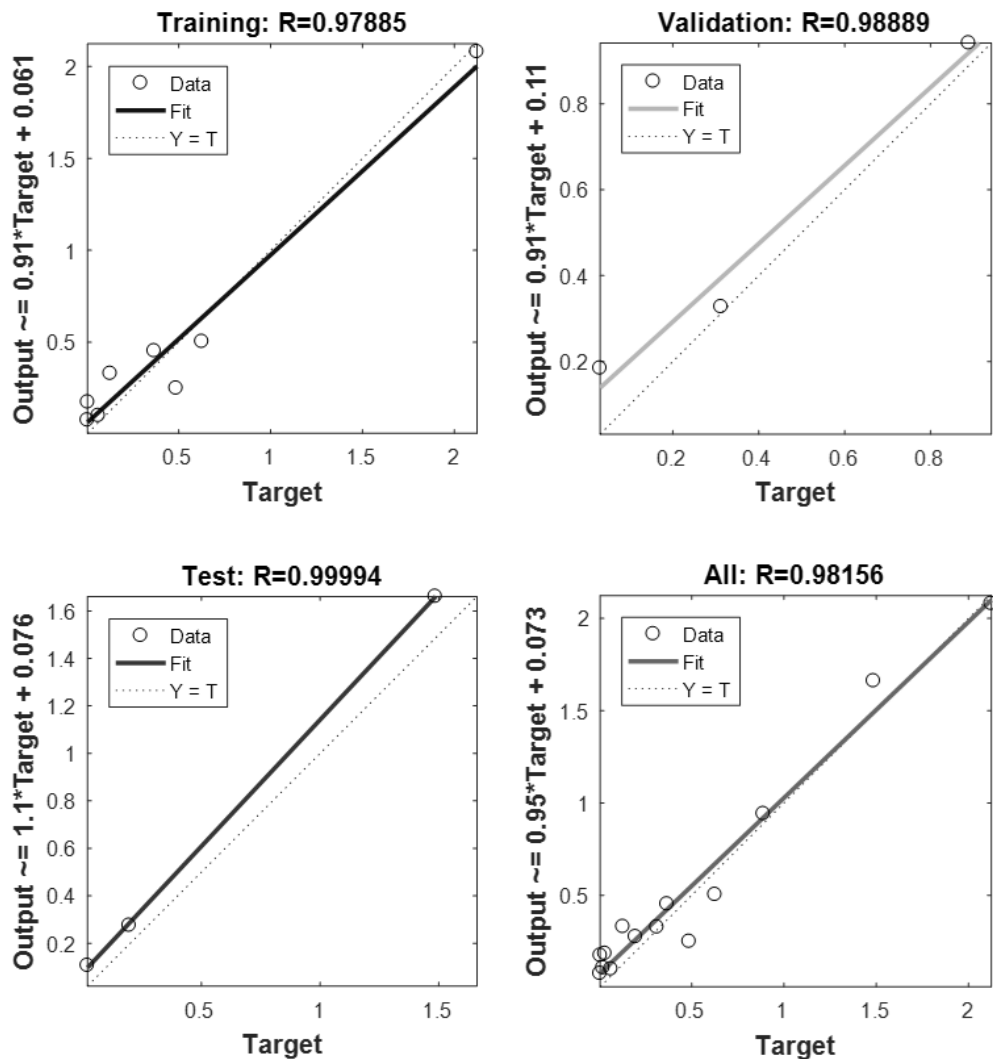 Training: R=0.97885
Output ~= 0.91*Target + 0.061
2
1.5
1
0.5
Data
Fit
Y = T
0.5 1 1.5 2
Target
Validation: R=0.98889
Output ~= 0.91*Target + 0.11
0.8
0.6
0.4
0.2
Data
Fit
Y = T
0.2 0.4 0.6 0.8
Target
Test: R=0.99994
Output ~= 1.1*Target + 0.076
1.6
1.4
1.2
1
0.8
0.6
0.4
0.2
Data
Fit
Y = T
0.5 1 1.5
Target
All: R=0.98156
Output ~= 0.95*Target + 0.073
2
1.5
1
0.5
Data
Fit
Y = T
0.5 1 1.5 2
Target